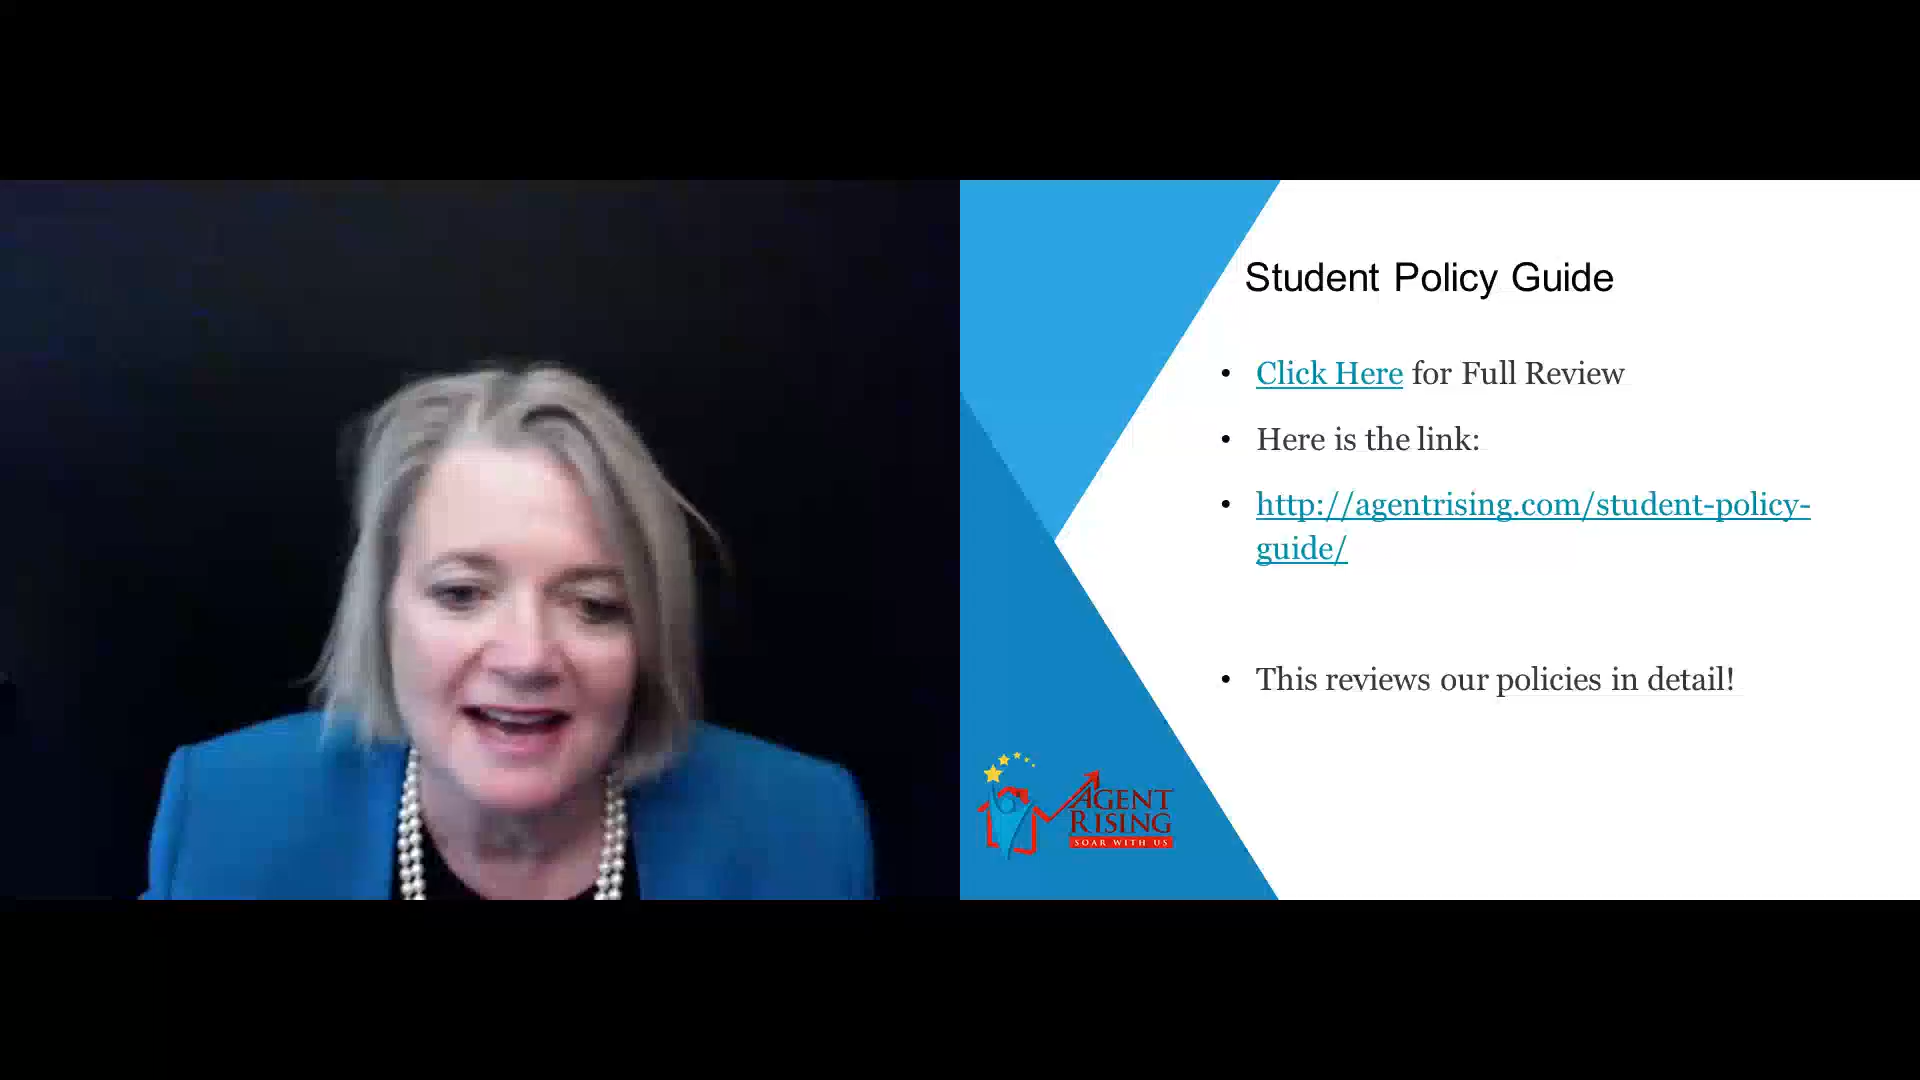 Student Policy Guide
• Click Here for Full Review
• Here is the link:
• http://agentrising.com/student-policy-
guide/
• This reviews our policies in detail!
AGENT
RISING
SOAR WITH US